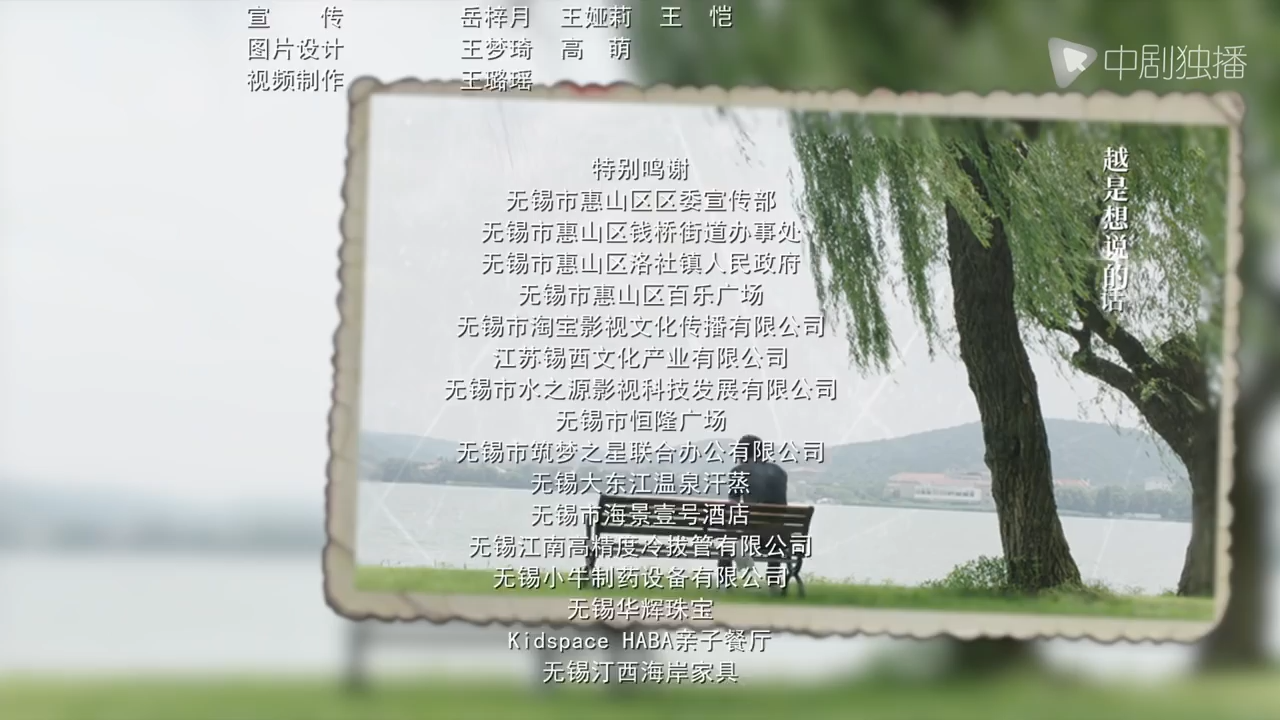 宣 传 岳梓月 王娅莉 王 恺
图片设计 王梦琦 高 萌
视频制作 王璐瑶
中剧独播
越是想说的话
特别鸣谢
无锡市惠山区区委宣传部
无锡市惠山区钱桥街道办事处
无锡市惠山区洛社镇人民政府
无锡市惠山区百乐广场
无锡市淘宝影视文化传播有限公司
江苏锡西文化产业有限公司
无锡市水之源影视科技发展有限公司
无锡市恒隆广场
无锡市筑梦之星联合办公有限公司
无锡大东江温泉汗蒸
无锡市海景壹号酒店
无锡江南高精度冷拔管有限公司
无锡小牛制药设备有限公司
无锡华辉珠宝
Kidspace HABA亲子餐厅
无锡汀西海岸家具